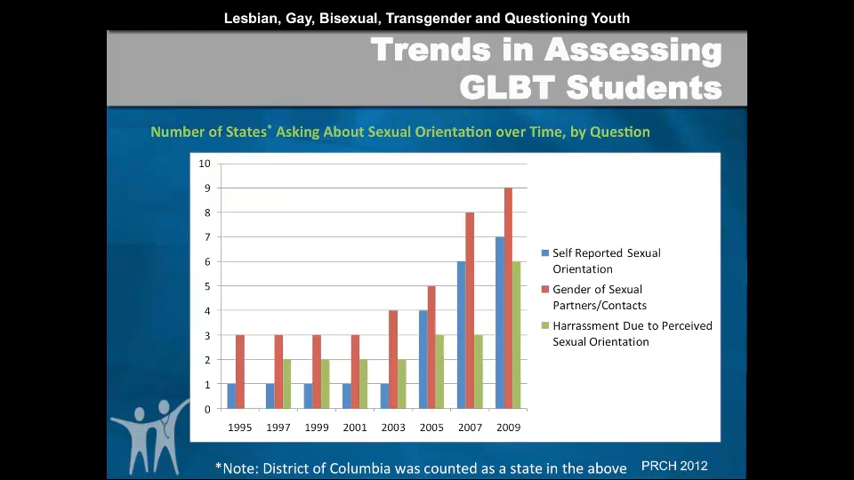 Lesbian, Gay, Bisexual, Transgender and Questioning Youth
Trends in Assessing
GLBT Students
Number of States* Asking About Sexual Orientation over Time, by Question
10
9
8
7
6
5
4
3
2
1
0
1995 1997 1999 2001 2003 2005 2007 2009
Self Reported Sexual
Orientation
Gender of Sexual
Partners/Contacts
Harrassment Due to Perceived
Sexual Orientation
*Note: District of Columbia was counted as a state in the above
PRCH 2012